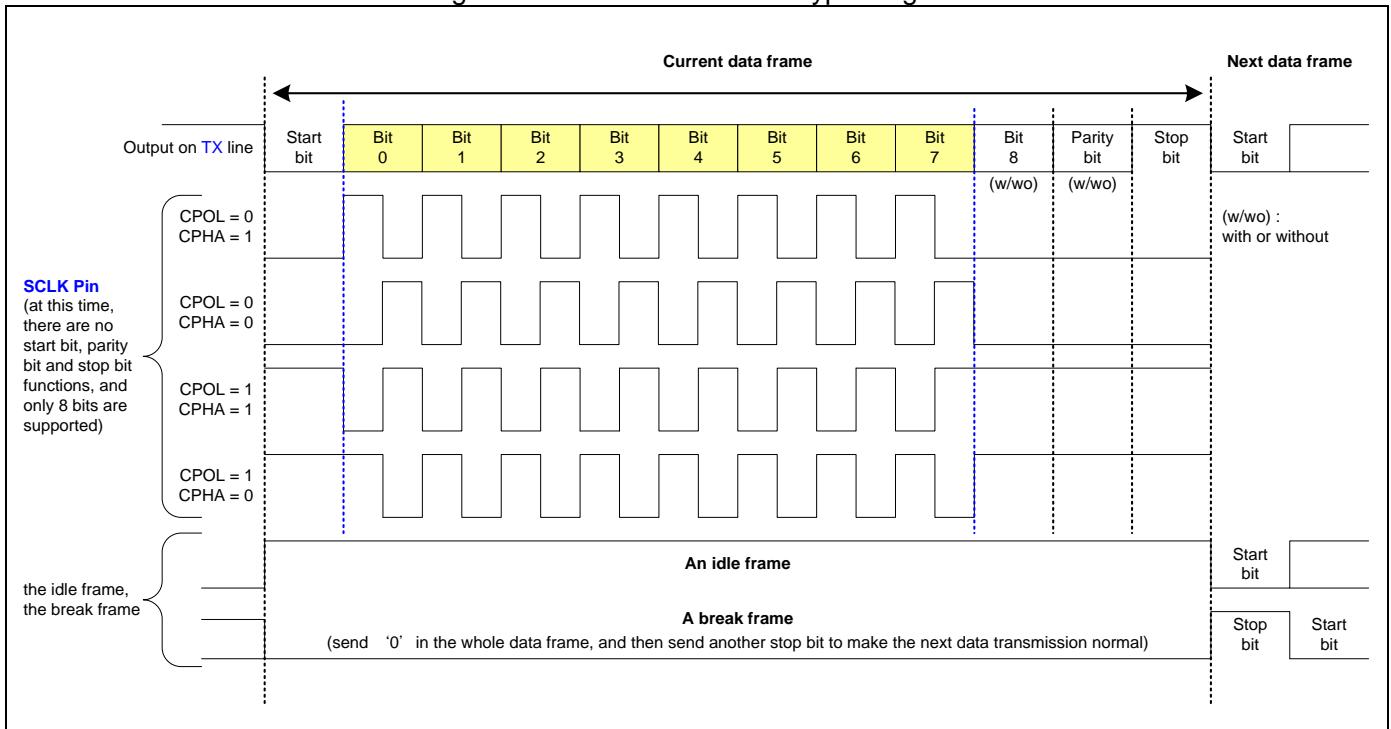 Current data frame
Next data frame
Output on TX line
Start bit
Bit 0
Bit 1
Bit 2
Bit 3
Bit 4
Bit 5
Bit 6
Bit 7
Bit 8
Parity bit
Stop bit
Start bit
(w/wo)
(w/wo)
CPOL = 0
CPHA = 1
(w/wo) :
with or without
SCLK Pin
(at this time,
there are no
start bit, parity
bit and stop bit
functions, and
only 8 bits are
supported)
CPOL = 0
CPHA = 0
CPOL = 1
CPHA = 1
CPOL = 1
CPHA = 0
An idle frame
Start bit
the idle frame,
the break frame
A break frame
(send ‘0’ in the whole data frame, and then send another stop bit to make the next data transmission normal)
Stop bit
Start bit